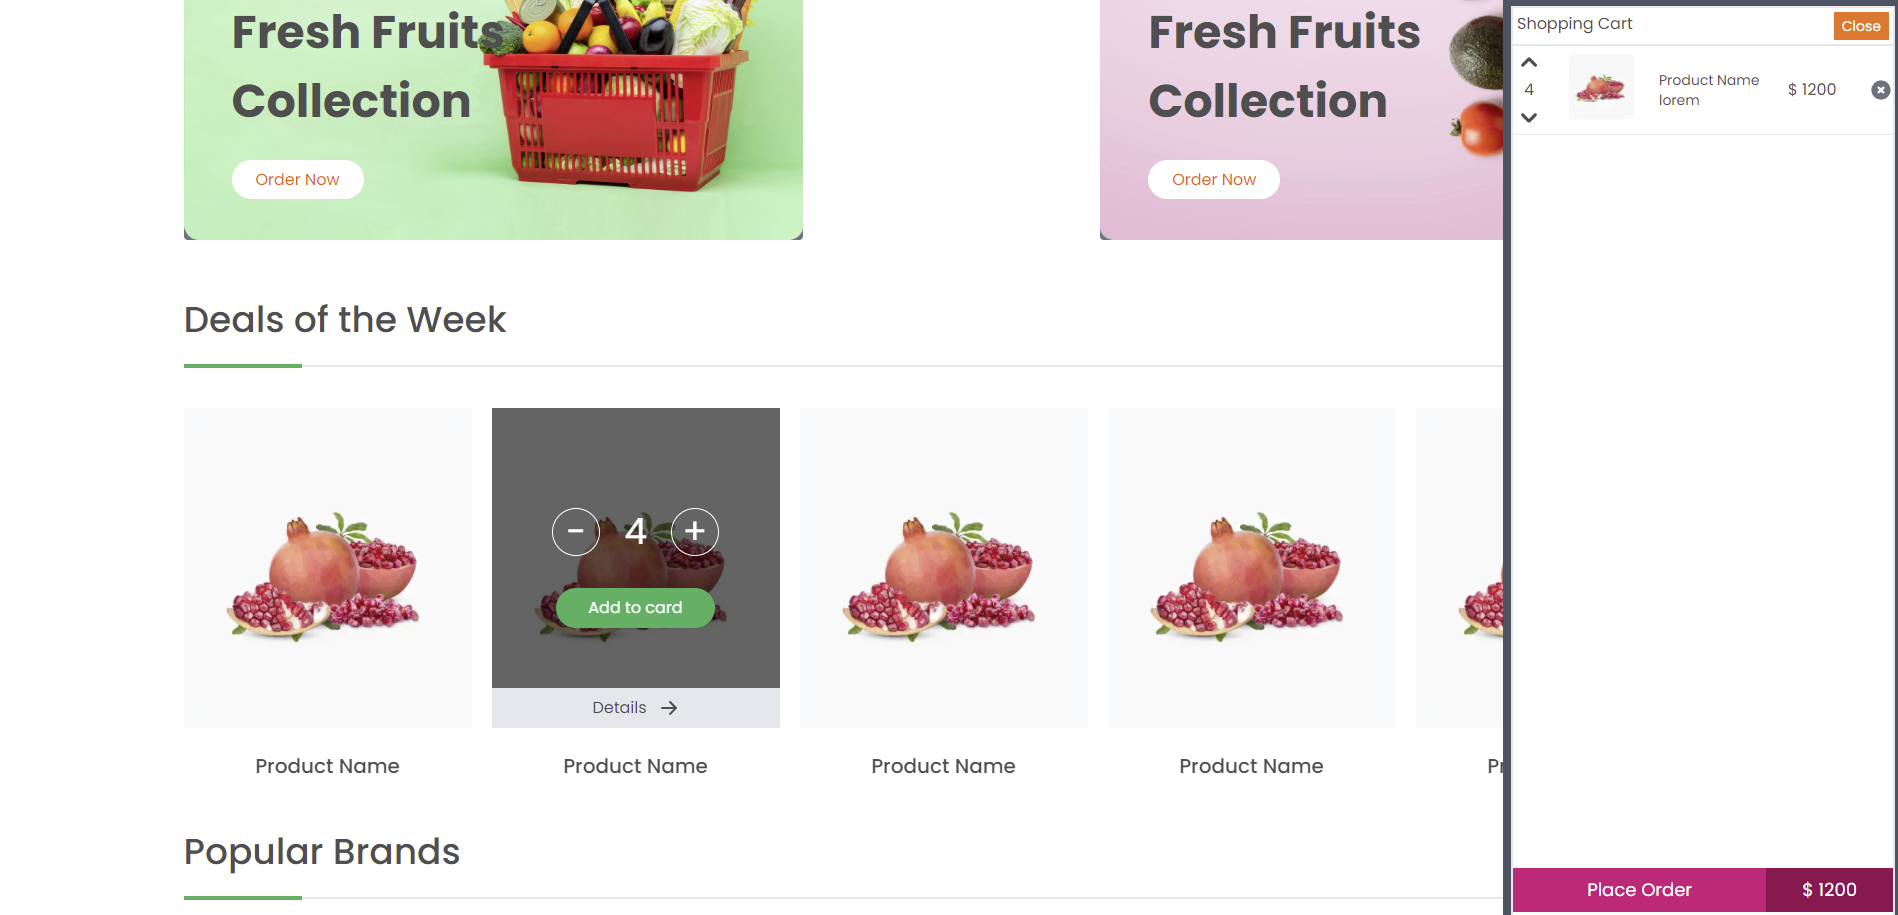 Fresh Fruits
Collection
Order Now
Fresh Fruits
Collection
Order Now
Deals of the Week
4
Add to card
Details
Product Name
Product Name
Product Name
Product Name
Pr
Popular Brands
Shopping Cart
Close
4
Product Name
lorem
$ 1200
Place Order
$ 1200